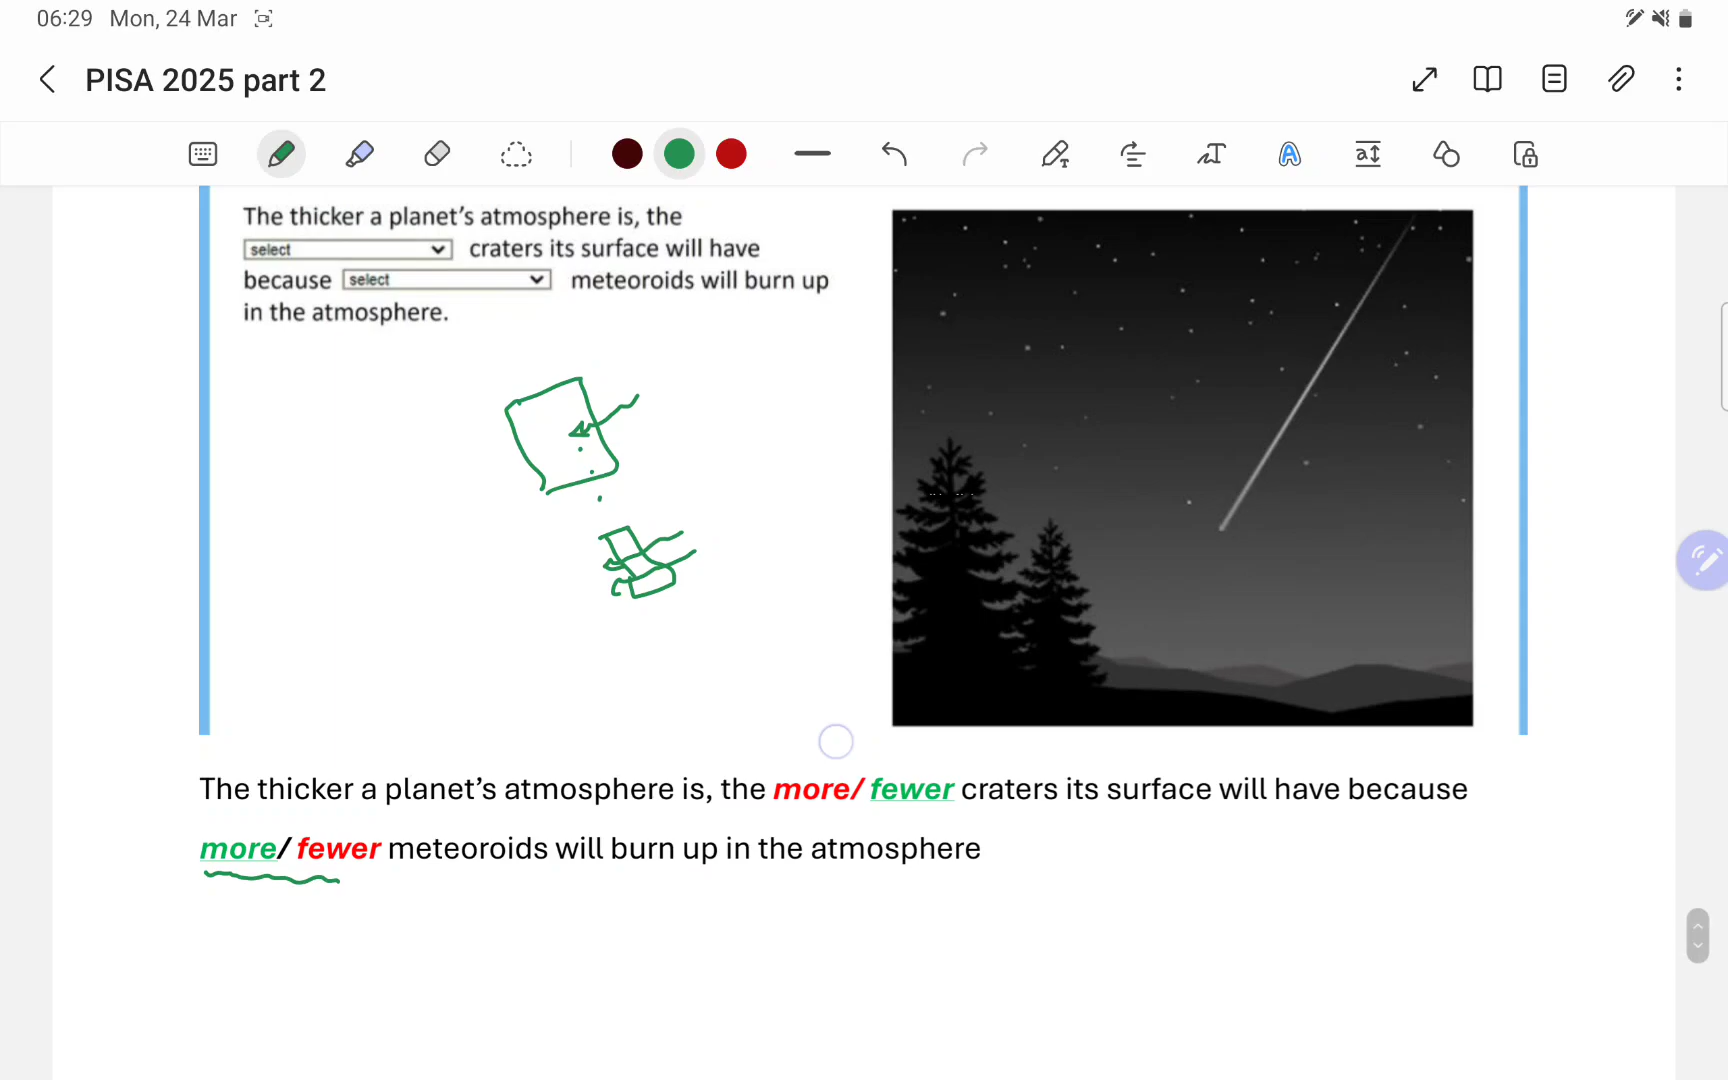 06:29 Mon, 24 Mar
PISA 2025 part 2
The thicker a planet's atmosphere is, the
select craters its surface will have
because select meteoroids will burn up
in the atmosphere.
The thicker a planet's atmosphere is, the more/ fewer craters its surface will have because
more/ fewer meteoroids will burn up in the atmosphere